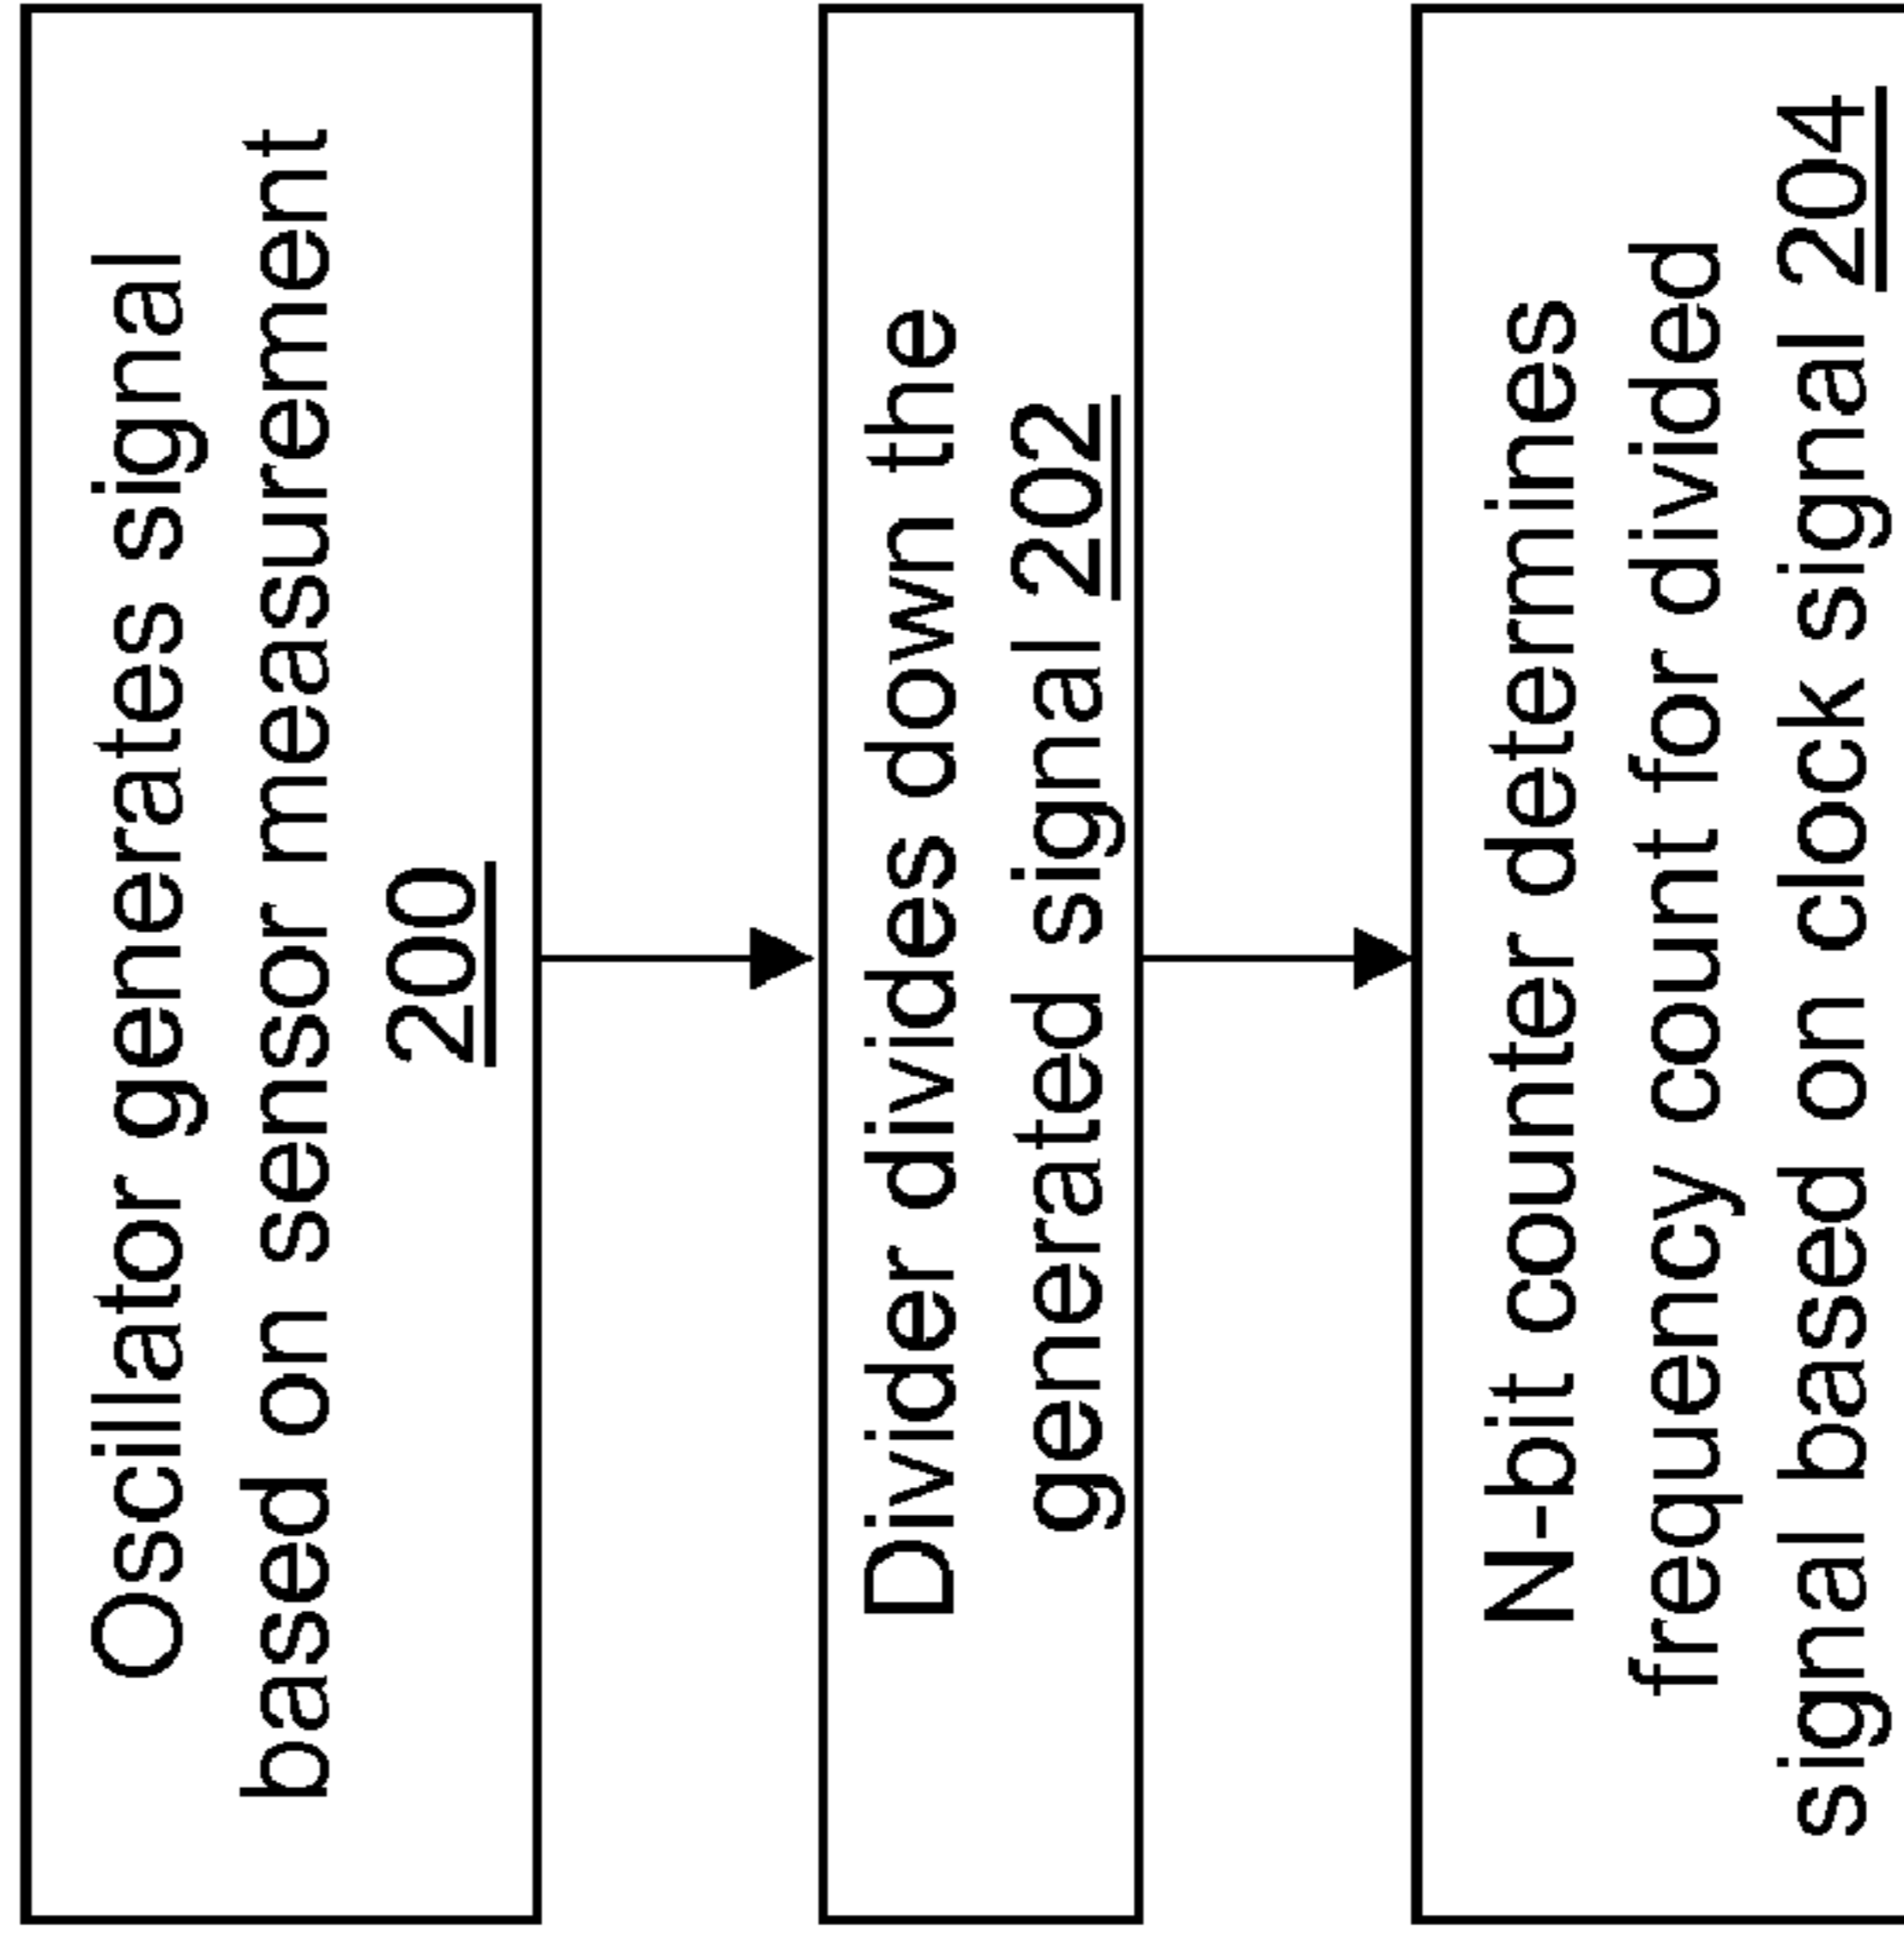 Oscillator generates signal
based on sensor measurement
200
Divider divides down the
generated signal 202
N-bit counter determines
frequency count for divided
signal based on clock signal 204